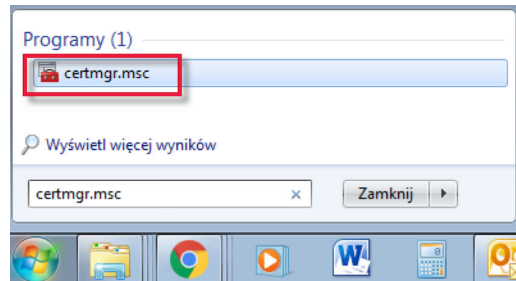 Programy (1)
certmgr.msc
Wyświetl więcej wyników
certmgr.msc
Zamknij